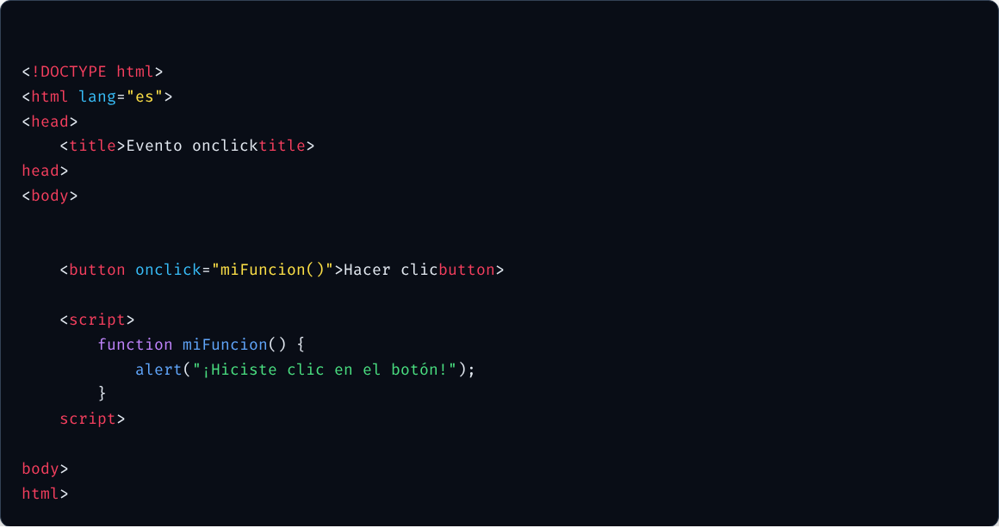 <!DOCTYPE html>
<html lang="es">
<head>
    <title>Evento onclicktitle>
head>
<body>
    <button onclick="miFuncion()">Hacer clicbutton>
    <script>
        function miFuncion() {
            alert("¡Hiciste clic en el botón!");
        }
    script>
body>
html>